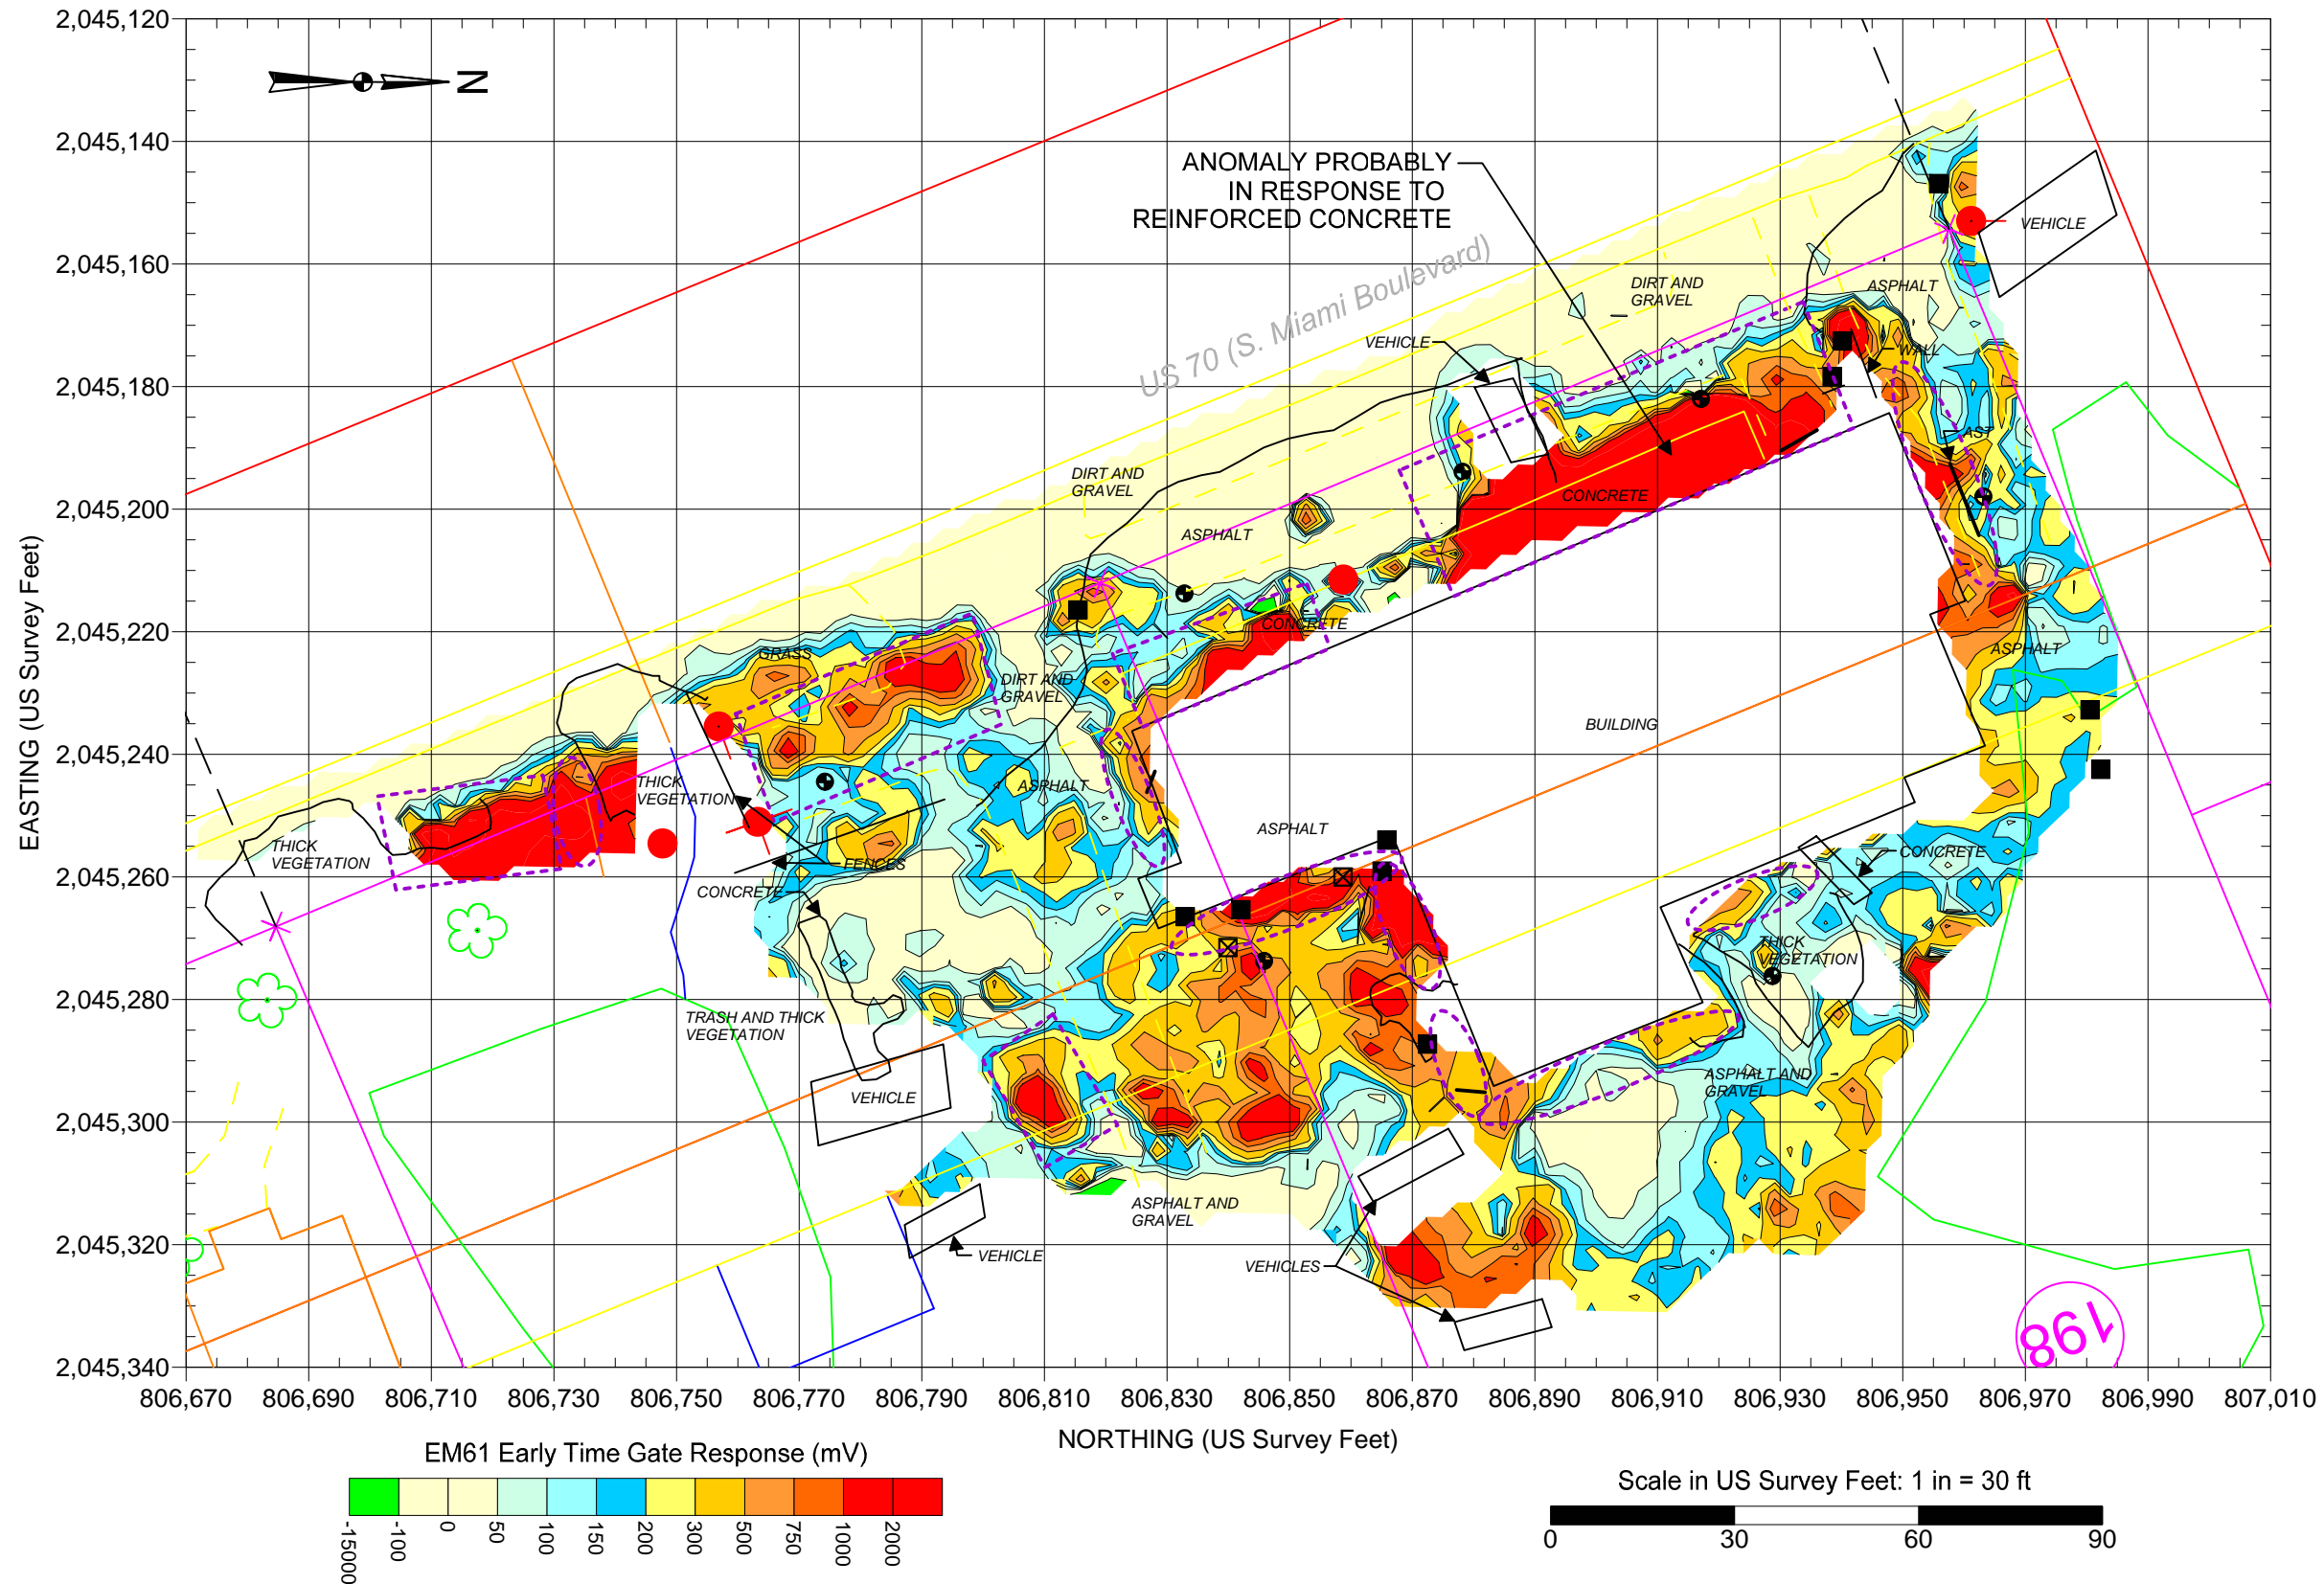 2,045,120
2,045,140
2,045,160
2,045,180
2,045,200
2,045,220
2,045,240
2,045,260
2,045,280
2,045,300
2,045,320
2,045,340
EASTING (US Survey Feet)
N
ANOMALY PROBABLY
IN RESPONSE TO
REINFORCED CONCRETE
US 70 (S. Miami Boulevard)
VEHICLE
DIRT AND
GRAVEL
ASPHALT
VEHICLE
WALL
AST
DIRT AND
GRAVEL
CONCRETE
ASPHALT
CONCRETE
GRASS
DIRT AND
GRAVEL
ASPHALT
BUILDING
THICK
VEGETATION
ASPHALT
THICK
VEGETATION
ASPHALT
FENCES
CONCRETE
CONCRETE
THICK
VEGETATION
TRASH AND THICK
VEGETATION
VEHICLE
ASPHALT AND
GRAVEL
ASPHALT AND
GRAVEL
VEHICLE
VEHICLES
198
806,670
806,690
806,710
806,730
806,750
806,770
806,790
806,810
806,830
806,850
806,870
806,890
806,910
806,930
806,950
806,970
806,990
807,010
NORTHING (US Survey Feet)
EM61 Early Time Gate Response (mV)
-15000
-100
0
50
100
150
200
300
500
750
1000
2000
Scale in US Survey Feet: 1 in = 30 ft
0
30
60
90